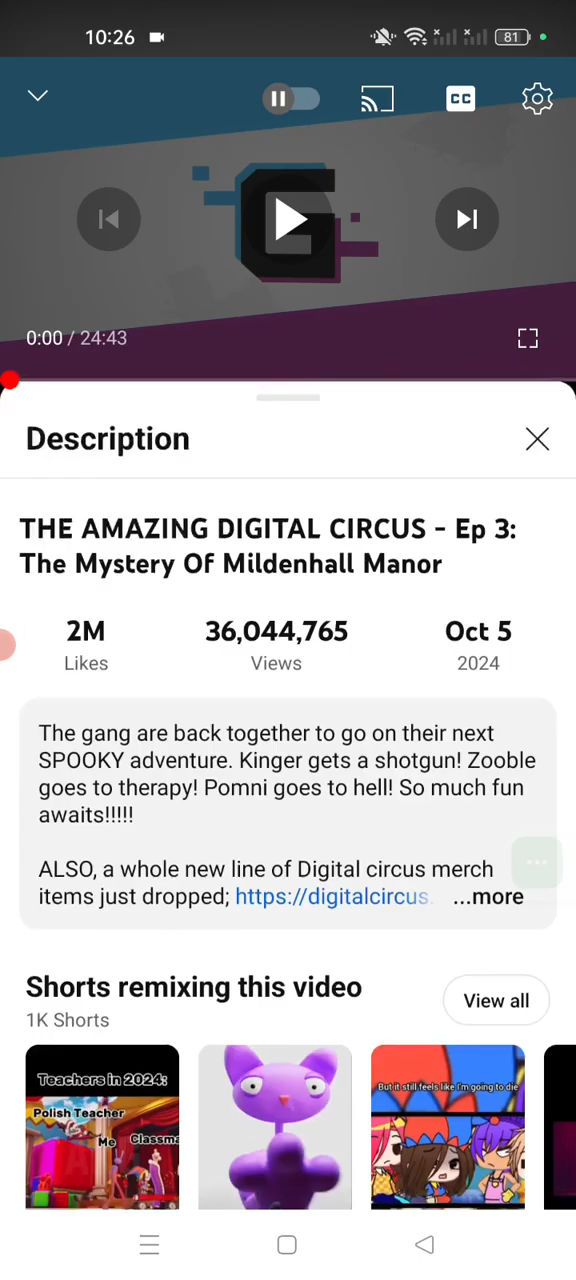 10:26
81
CC
0:00 / 24:43
Description
THE AMAZING DIGITAL CIRCUS - Ep 3:
The Mystery Of Mildenhall Manor
2M
36,044,765
Oct 5
Likes
Views
2024
The gang are back together to go on their next
SPOOKY adventure. Kinger gets a shotgun! Zooble
goes to therapy! Pomni goes to hell! So much fun
awaits!!!!!
ALSO, a whole new line of Digital circus merch
items just dropped; https://digitalcircus. ...more
Shorts remixing this video
View all
1K Shorts
Teachers in 2024:
Polish Teacher
Me
Classma
But it still feels like I'm going to die